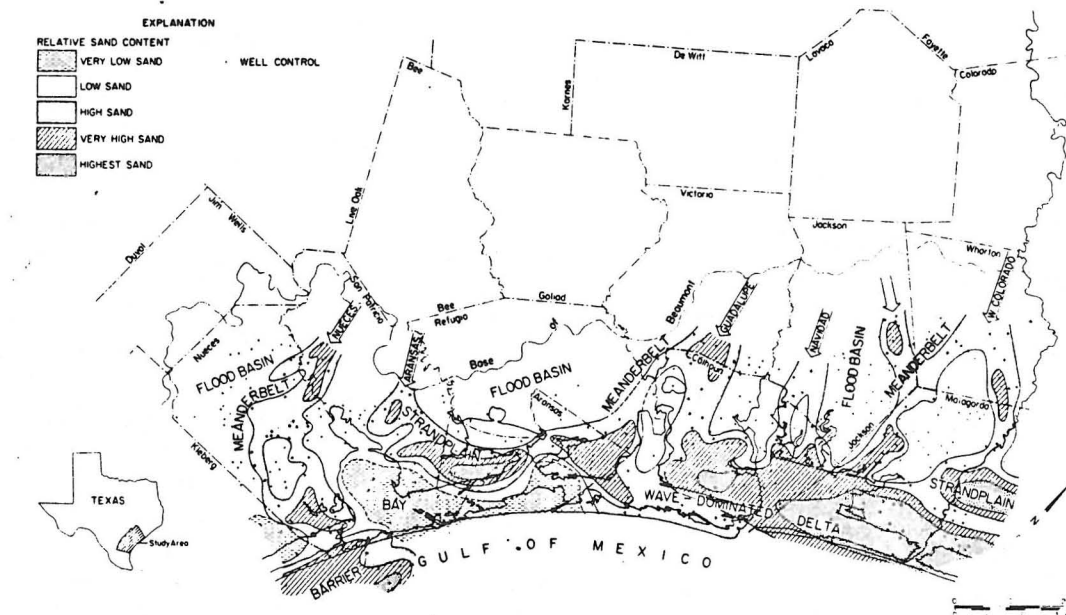 EXPLANATION
RELATIVE SAND CONTENT
VERY LOW SAND
WELL CONTROL
LOW SAND
HIGH SAND
VERY HIGH SAND
HIGHEST SAND
Bee
Karnes
De Witt
Lavaca
Fayette
Colorado
Duval
Jim Wells
Live Oak
Victoria
Jackson
Wharton
San Patricio
Bee
Refugio
Goliad
Beaumont
of
Base
NUECES
ARANSAS
GUADALUPE
NAVIDAD
W. COLORADO
Nueces
FLOOD BASIN
MEANDERBELT
FLOOD BASIN
MEANDERBELT
Calhoun
FLOOD BASIN
MEANDERBELT
Aransas
Jackson
Matagorda
Kleberg
STRANDPLAIN
STRANDPLAIN
BAY
WAVE - DOMINATED
DELTA
BARRIER
GULF OF MEXICO
TEXAS
Study Area
N